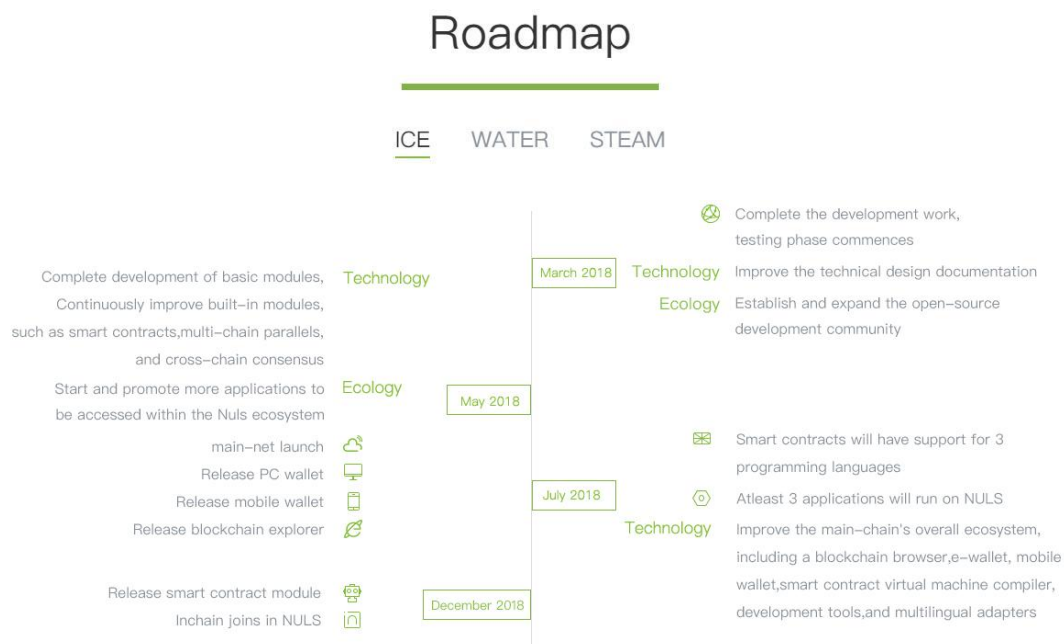 Roadmap
ICE WATER STEAM
Complete the development work,
testing phase commences
March 2018
Technology Improve the technical design documentation
Ecology Establish and expand the open-source
development community
Complete development of basic modules, Technology
Continuously improve built-in modules,
such as smart contracts,multi-chain parallels,
and cross-chain consensus
Start and promote more applications to Ecology
be accessed within the Nuls ecosystem
May 2018
main-net launch
Release PC wallet
Release mobile wallet
Release blockchain explorer
Smart contracts will have support for 3
programming languages
July 2018
Atleast 3 applications will run on NULS
Technology Improve the main-chain's overall ecosystem,
including a blockchain browser,e-wallet, mobile
wallet,smart contract virtual machine compiler,
development tools,and multilingual adapters
Release smart contract module
December 2018
Inchain joins in NULS